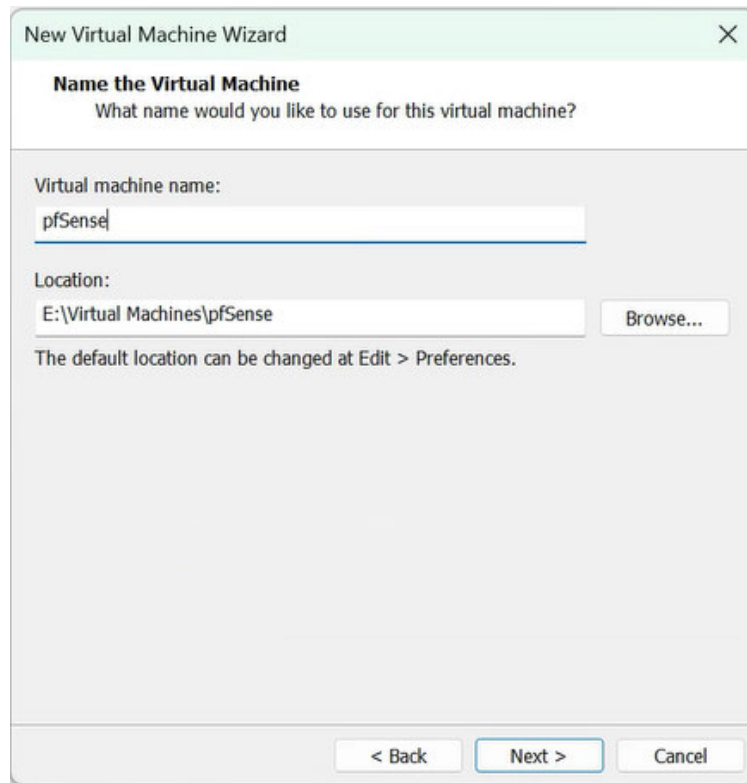 New Virtual Machine Wizard
Name the Virtual Machine
What name would you like to use for this virtual machine?
Virtual machine name:
pfSense
Location:
E:\Virtual Machines\pfSense
Browse...
The default location can be changed at Edit > Preferences.
< Back
Next >
Cancel